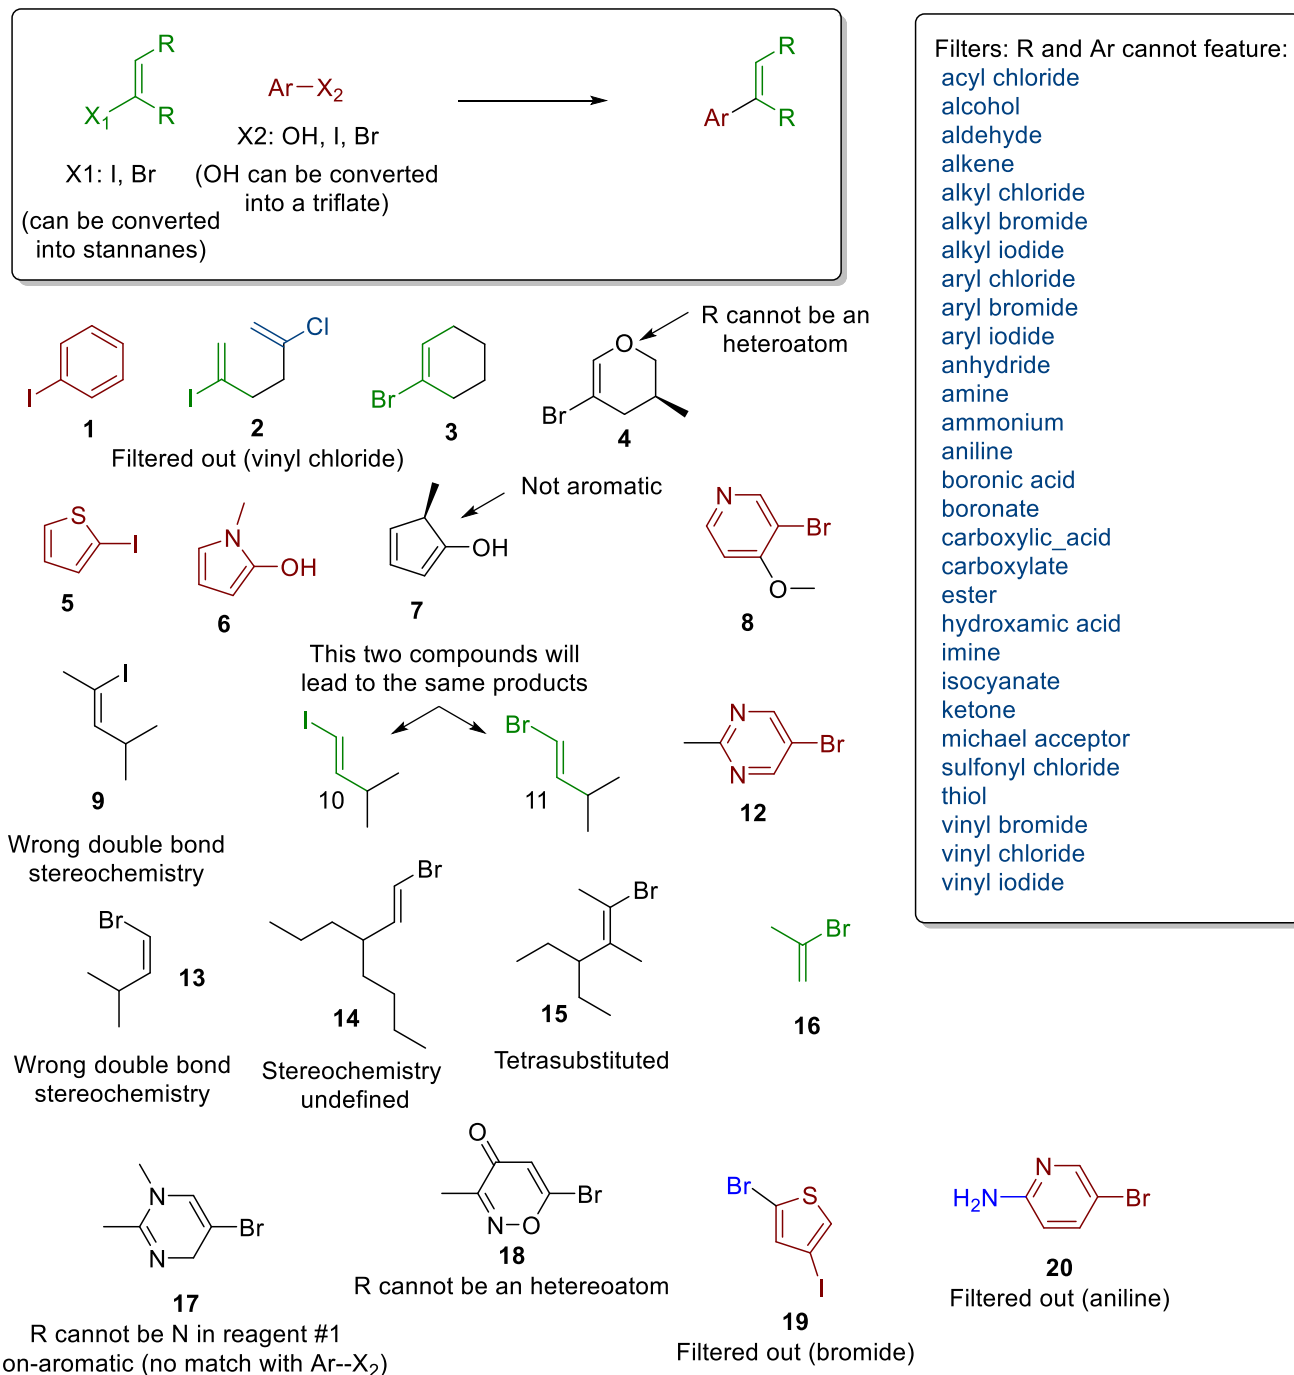 R
X1
R
Ar
X2
Ar
R
R
X2: OH, I, Br
X1: I, Br
(OH can be converted
into a triflate)
(can be converted
into stannanes)
Filters: R and Ar cannot feature:
acyl chloride
alcohol
aldehyde
alkene
alkyl chloride
alkyl bromide
alkyl iodide
aryl chloride
aryl bromide
aryl iodide
anhydride
amine
ammonium
aniline
boronic acid
boronate
carboxylic_acid
carboxylate
ester
hydroxamic acid
imine
isocyanate
ketone
michael acceptor
sulfonyl chloride
thiol
vinyl bromide
vinyl chloride
vinyl iodide
I
1
Cl
I
2
Filtered out (vinyl chloride)
Br
3
O
Br
4
R cannot be an
heteroatom
S
I
5
N
OH
6
OH
7
Not aromatic
N
Br
O
8
I
9
Wrong double bond
stereochemistry
This two compounds will
lead to the same products
I
10
Br
11
N
N
Br
12
Br
13
Wrong double bond
stereochemistry
Br
14
Stereochemistry
undefined
Br
15
Tetrasubstituted
Br
16
N
N
Br
17
R cannot be N in reagent #1
on-aromatic (no match with Ar--X2)
O
N
O
Br
18
R cannot be an hetereoatom
Br
S
I
19
Filtered out (bromide)
H2N
N
Br
20
Filtered out (aniline)